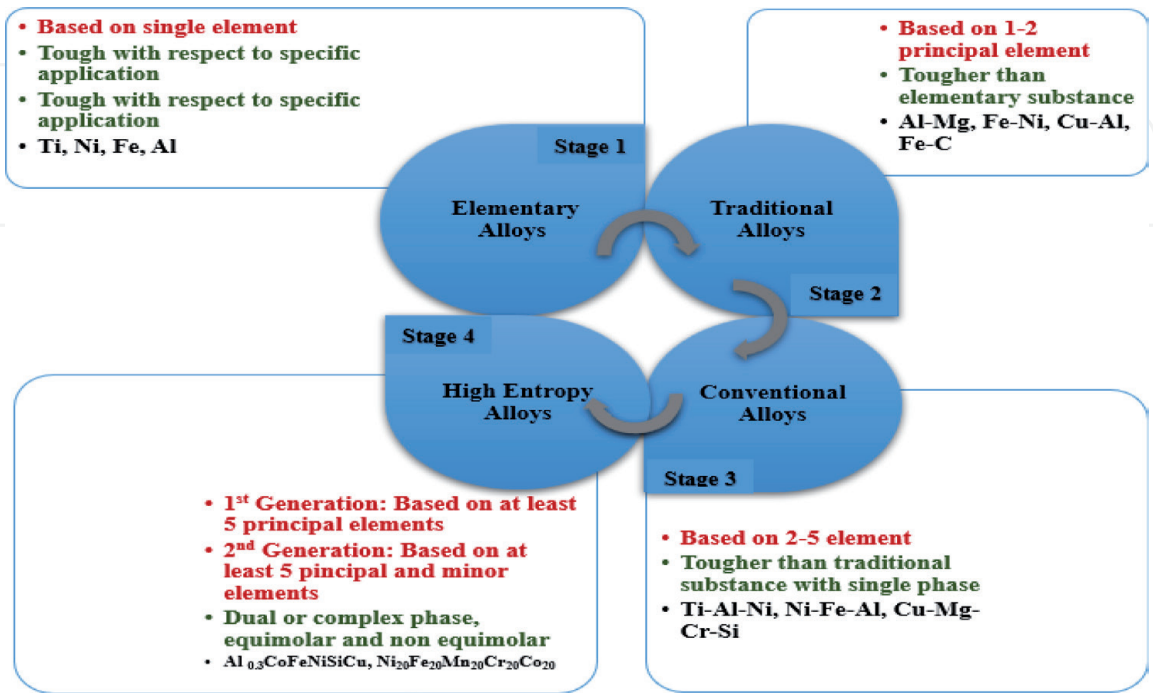 • Based on single element
• Tough with respect to specific
application
• Tough with respect to specific
application
• Ti, Ni, Fe, Al
• Based on 1-2
principal element
• Tougher than
elementary substance
• Al-Mg, Fe-Ni, Cu-Al,
Fe-C
Stage 1
Elementary
Alloys
Traditional
Alloys
Stage 2
Stage 4
High Entropy
Alloys
Conventional
Alloys
Stage 3
• 1st Generation: Based on at least
5 principal elements
• 2nd Generation: Based on at
least 5 pincipal and minor
elements
• Dual or complex phase,
equimolar and non equimolar
• Al 0.3CoFeNiSiCu, Ni20Fe20Mn20Cr20Co20
• Based on 2-5 element
• Tougher than traditional
substance with single phase
• Ti-Al-Ni, Ni-Fe-Al, Cu-Mg-
Cr-Si